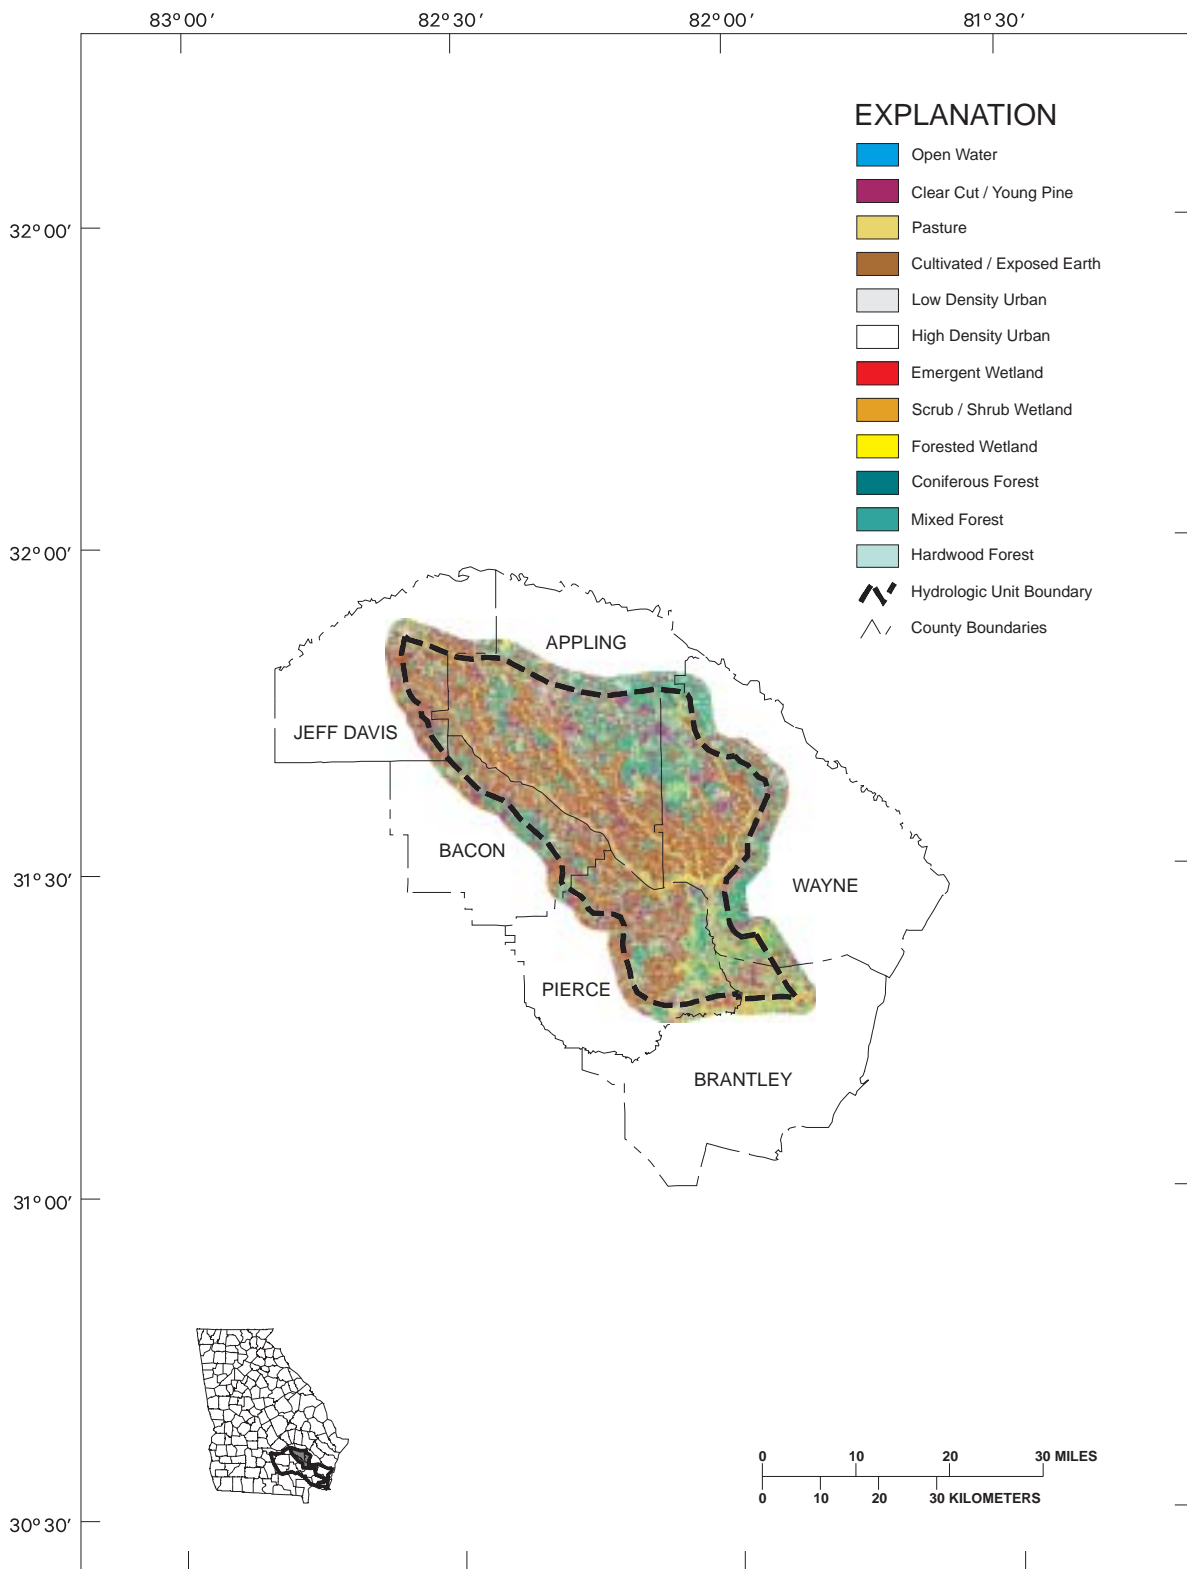 83°00′ 82°30′ 82°00′ 81°30′
EXPLANATION
Open Water
Clear Cut / Young Pine
Pasture
Cultivated / Exposed Earth
Low Density Urban
High Density Urban
Emergent Wetland
Scrub / Shrub Wetland
Forested Wetland
Coniferous Forest
Mixed Forest
Hardwood Forest
Hydrologic Unit Boundary
County Boundaries
32°00′
32°00′
31°30′
31°00′
30°30′
APPLING
JEFF DAVIS
BACON
WAYNE
PIERCE
BRANTLEY
0 10 20 30 MILES
0 10 20 30 KILOMETERS